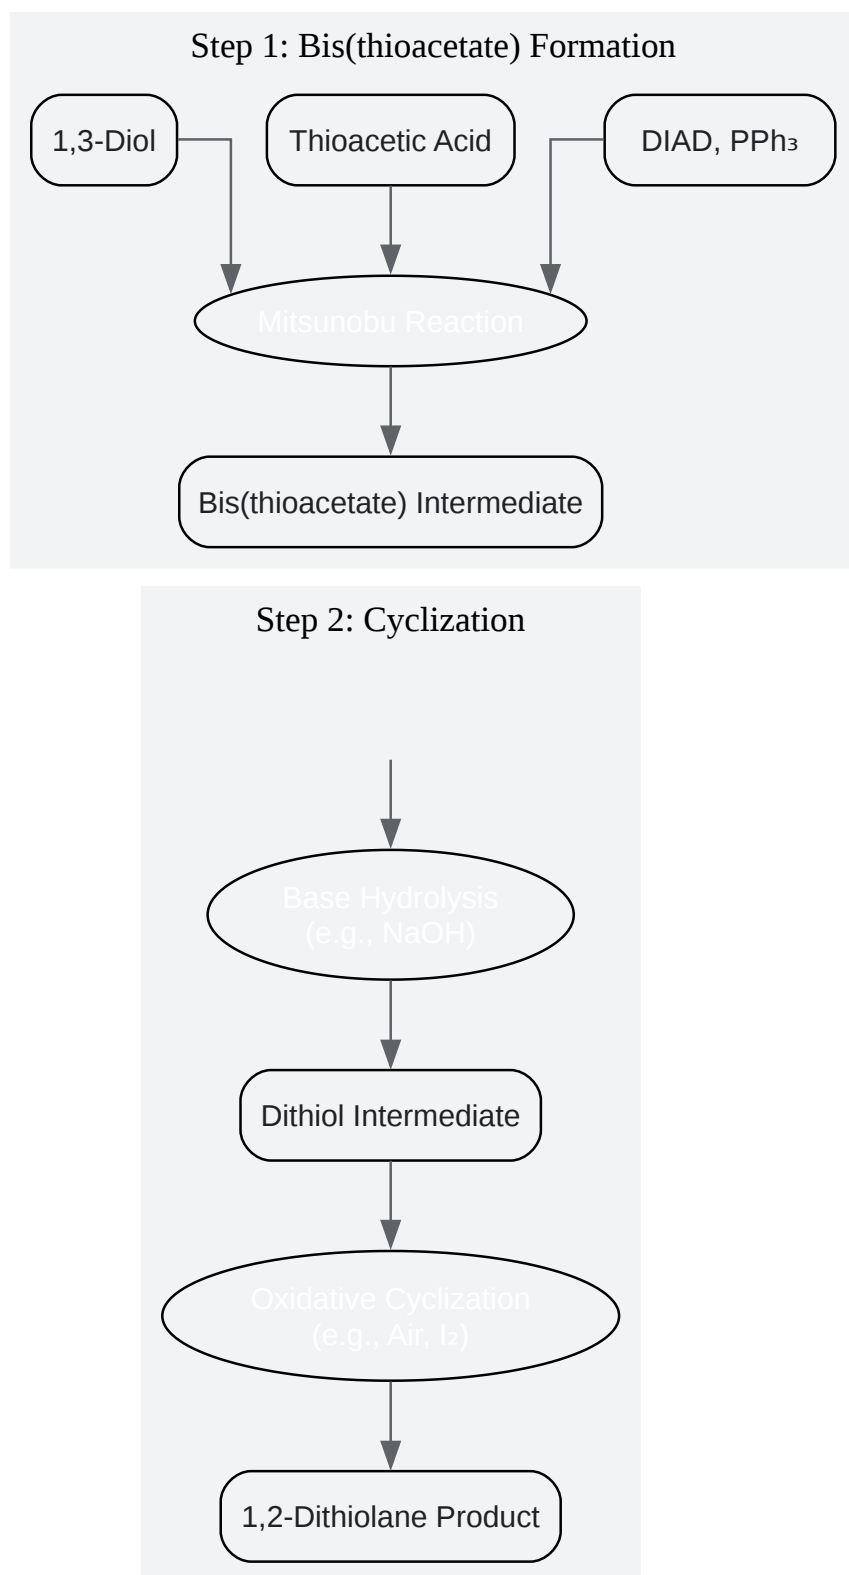 Step 1: Bis(thioacetate) Formation
1,3-Diol
Thioacetic Acid
DIAD, PPh₃
Mitsunobu Reaction
Bis(thioacetate) Intermediate
Step 2: Cyclization
Base Hydrolysis
(e.g., NaOH)
Dithiol Intermediate
Oxidative Cyclization
(e.g., Air, I₂)
1,2-Dithiolane Product